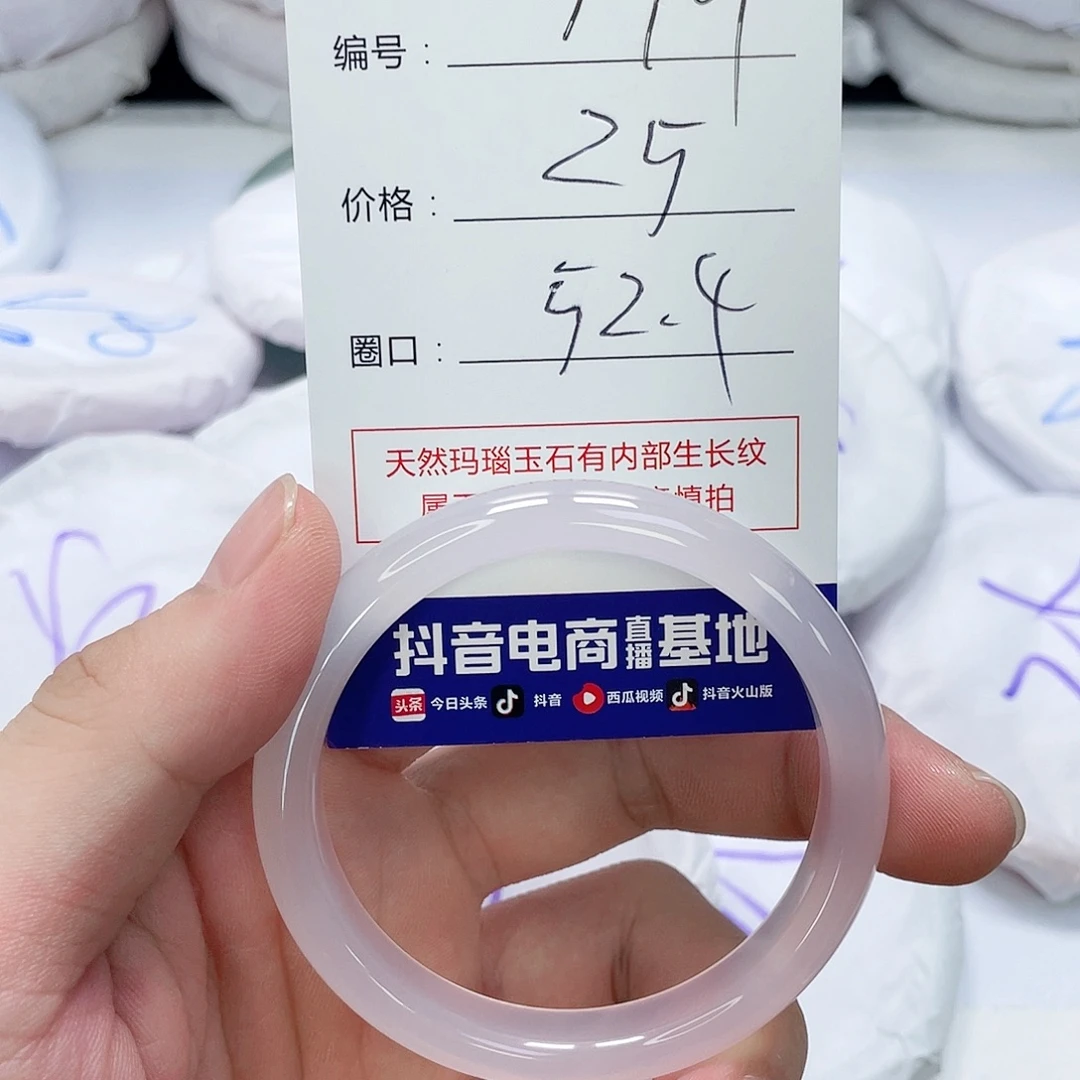 编号：
价格： 25
圈口： 52.4
天然玛瑙玉石有内部生长纹
慎拍
抖音电商直播基地
头条 今日头条 抖音 西瓜视频 抖音火山版